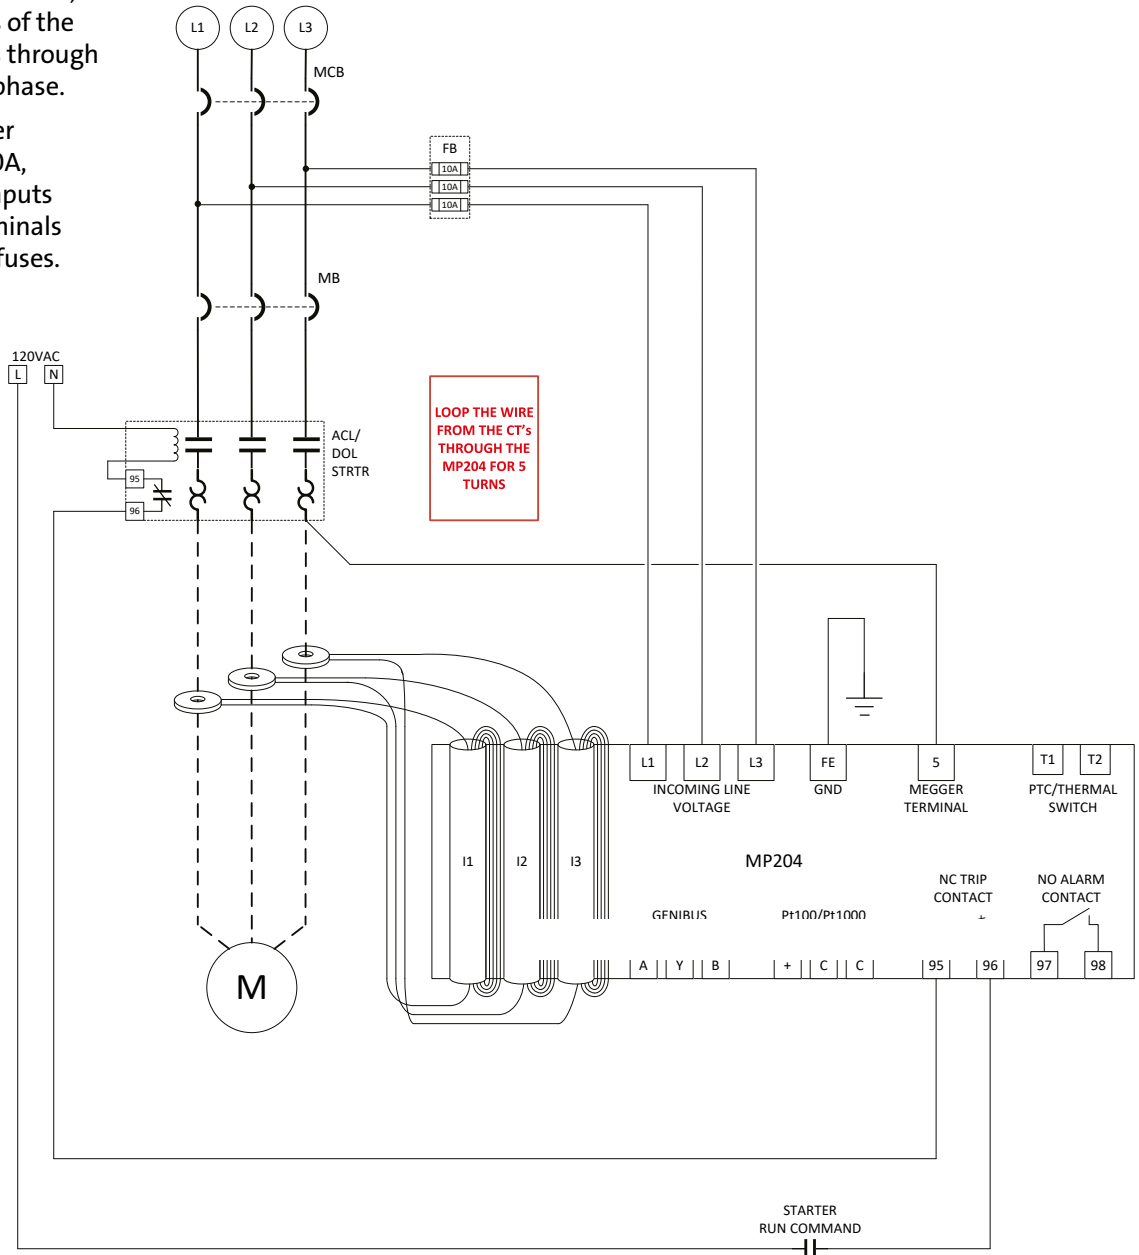 s of the
s through
phase.
er
0A,
nputs
minals
fuses.
L1 L2 L3
MCB
FB
10A
10A
10A
MB
120VAC
L N
ACL/
DOL
STRTR
95
96
LOOP THE WIRE
FROM THE CT's
THROUGH THE
MP204 FOR 5
TURNS
L1 L2 L3 FE 5 T1 T2
INCOMING LINE
VOLTAGE
GND
MEGGER
TERMINAL
PTC/THERMAL
SWITCH
I1 I2 I3
MP204
NC TRIP
CONTACT
NO ALARM
CONTACT
GENIBUS
Pt100/Pt1000
+
A Y B + C C 95 96 97 98
M
STARTER
RUN COMMAND